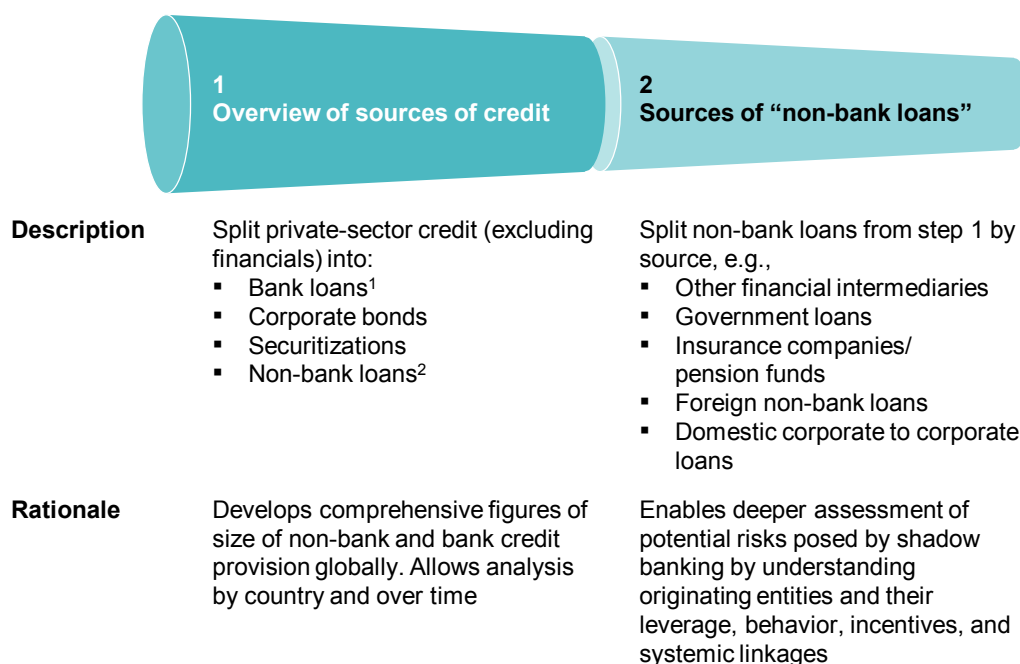 1
Overview of sources of credit
2
Sources of “non-bank loans”
Description
Split private-sector credit (excluding
financials) into:
▪ Bank loans1
▪ Corporate bonds
▪ Securitizations
▪ Non-bank loans2
Split non-bank loans from step 1 by
source, e.g.,
▪ Other financial intermediaries
▪ Government loans
▪ Insurance companies/
pension funds
▪ Foreign non-bank loans
▪ Domestic corporate to corporate
loans
Rationale
Develops comprehensive figures of
size of non-bank and bank credit
provision globally. Allows analysis
by country and over time
Enables deeper assessment of
potential risks posed by shadow
banking by understanding
originating entities and their
leverage, behavior, incentives, and
systemic linkages